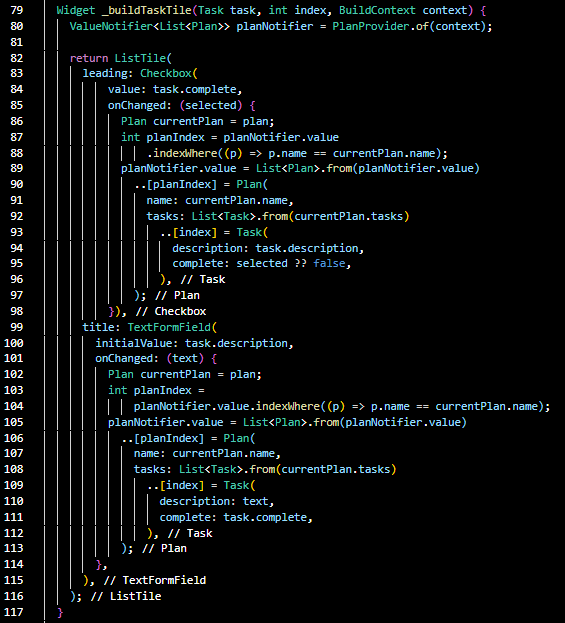 79 Widget _buildTaskTile(Task task, int index, BuildContext context) {
80 ValueNotifier<List<Plan>> planNotifier = PlanProvider.of(context);
81
82 return ListTile(
83 leading: Checkbox(
84 value: task.complete,
85 onChanged: (selected) {
86 Plan currentPlan = plan;
87 int planIndex = planNotifier.value
88 .indexWhere((p) => p.name == currentPlan.name);
89 planNotifier.value = List<Plan>.from(planNotifier.value)
90 ..[planIndex] = Plan(
91 name: currentPlan.name,
92 tasks: List<Task>.from(currentPlan.tasks)
93 ..[index] = Task(
94 description: task.description,
95 complete: selected ?? false,
96 ), // Task
97 ); // Plan
98 }), // Checkbox
99 title: TextFormField(
100 initialValue: task.description,
101 onChanged: (text) {
102 Plan currentPlan = plan;
103 int planIndex =
104 planNotifier.value.indexWhere((p) => p.name == currentPlan.name);
105 planNotifier.value = List<Plan>.from(planNotifier.value)
106 ..[planIndex] = Plan(
107 name: currentPlan.name,
108 tasks: List<Task>.from(currentPlan.tasks)
109 ..[index] = Task(
110 description: text,
111 complete: task.complete,
112 ), // Task
113 ); // Plan
114 },
115 ), // TextFormField
116 ); // ListTile
117 }